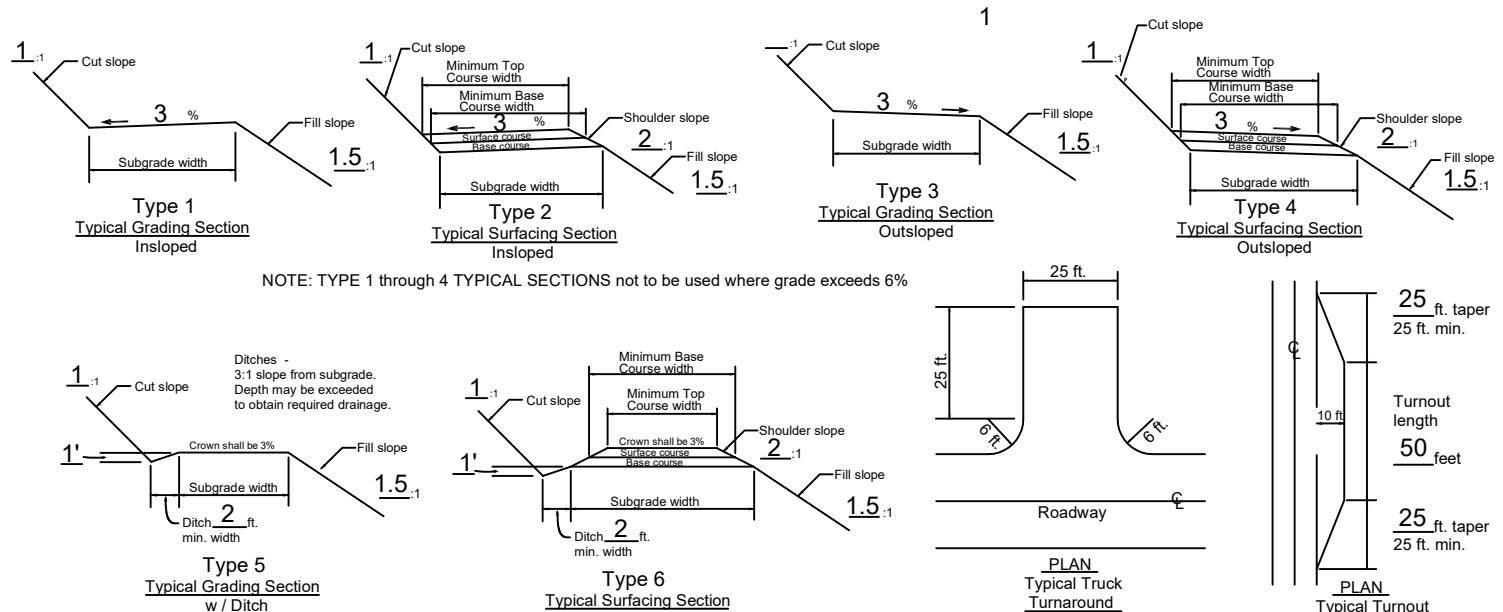 1 :1
Cut slope
3 %
Fill slope
1.5 :1
Subgrade width
Type 1
Typical Grading Section
Insloped
1 :1
Cut slope
Minimum Top
Course width
Minimum Base
Course width
3 %
Surface course
Base course
Shoulder slope
2 :1
Fill slope
1.5 :1
Subgrade width
Type 2
Typical Surfacing Section
Insloped
1
:1
Cut slope
3 %
Fill slope
1.5 :1
Subgrade width
Type 3
Typical Grading Section
Outsloped
1 :1
Cut slope
Minimum Top
Course width
Minimum Base
Course width
3 %
Surface course
Base course
Shoulder slope
2 :1
Fill slope
1.5 :1
Subgrade width
Type 4
Typical Surfacing Section
Outsloped
NOTE: TYPE 1 through 4 TYPICAL SECTIONS not to be used where grade exceeds 6%
1 :1
Cut slope
Ditches -
3:1 slope from subgrade.
Depth may be exceeded
to obtain required drainage.
1'
Crown shall be 3%
Fill slope
1.5 :1
Subgrade width
Ditch 2 ft.
min. width
Type 5
Typical Grading Section
w / Ditch
1 :1
Cut slope
Minimum Base
Course width
Minimum Top
Course width
Crown shall be 3%
Surface course
Base course
Shoulder slope
2 :1
1'
Fill slope
1.5 :1
Subgrade width
Ditch 2 ft.
min. width
Type 6
Typical Surfacing Section
25 ft.
25 ft.
6 ft.
6 ft.
℄
Roadway
PLAN
Typical Truck
Turnaround
℄
25 ft. taper
25 ft. min.
10 ft
Turnout
length
50 feet
25 ft. taper
25 ft. min.
PLAN
Typical Turnout